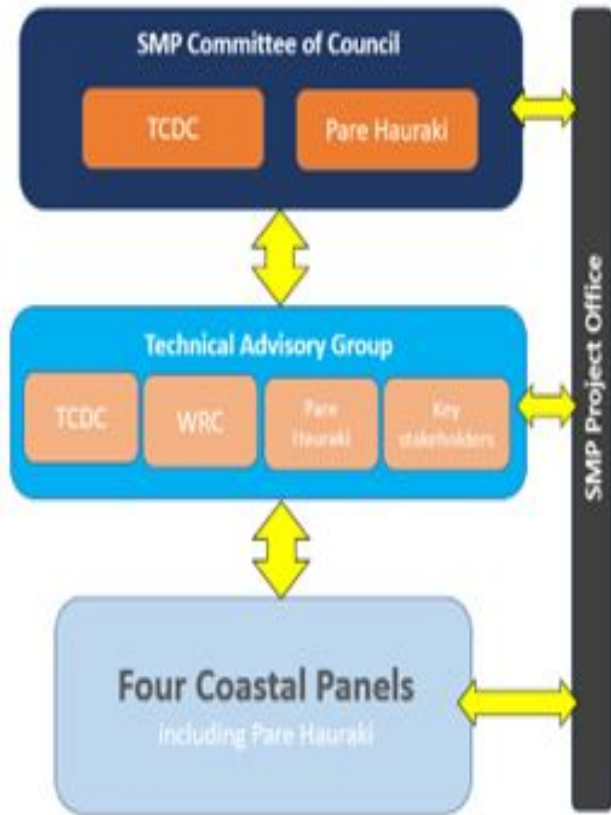 SMP Committee of Council
TCDC
Pare Hauraki
Technical Advisory Group
TCDC
WRC
Pare
Hauraki
Key
stakeholders
Four Coastal Panels
including Pare Hauraki
SMP Project Office